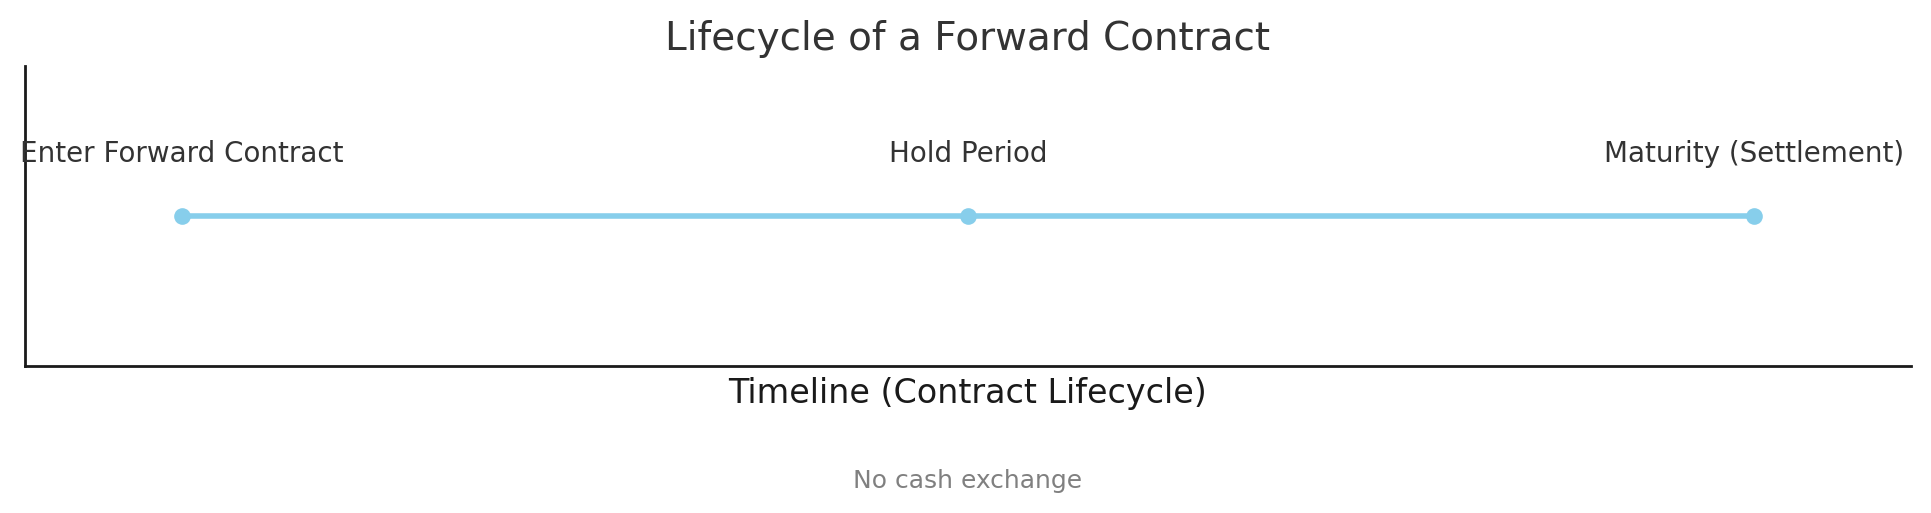 Lifecycle of a Forward Contract
Enter Forward Contract
Hold Period
Maturity (Settlement)
Timeline (Contract Lifecycle)
No cash exchange